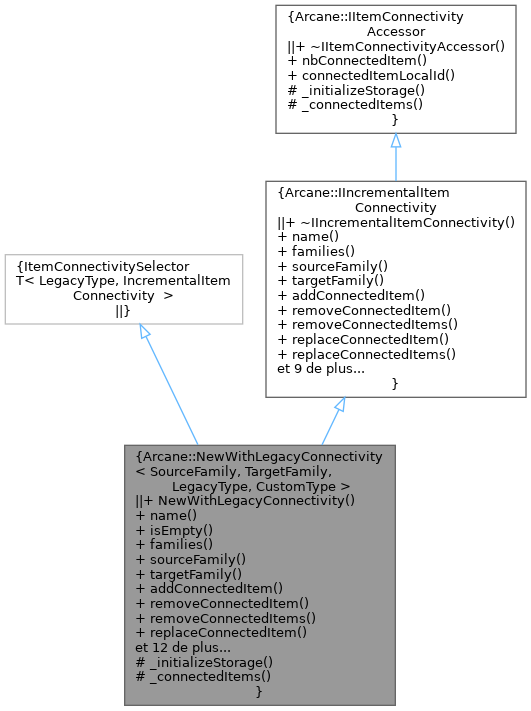 {Arcane::IItemConnectivity
Accessor
||+ ~IItemConnectivityAccessor()
+ nbConnectedItem()
+ connectedItemLocalId()
# _initializeStorage()
# _connectedItems()
}
{Arcane::IIncrementalItem
Connectivity
||+ ~IIncrementalItemConnectivity()
+ name()
+ families()
+ sourceFamily()
+ targetFamily()
+ addConnectedItem()
+ removeConnectedItem()
+ removeConnectedItems()
+ replaceConnectedItem()
+ replaceConnectedItems()
et 9 de plus...
}
{ItemConnectivitySelector
T< LegacyType, IncrementalItem
Connectivity  >
||}
{Arcane::NewWithLegacyConnectivity
< SourceFamily, TargetFamily,
LegacyType, CustomType >
||+ NewWithLegacyConnectivity()
+ name()
+ isEmpty()
+ families()
+ sourceFamily()
+ targetFamily()
+ addConnectedItem()
+ removeConnectedItem()
+ removeConnectedItems()
+ replaceConnectedItem()
et 12 de plus...
# _initializeStorage()
# _connectedItems()
}